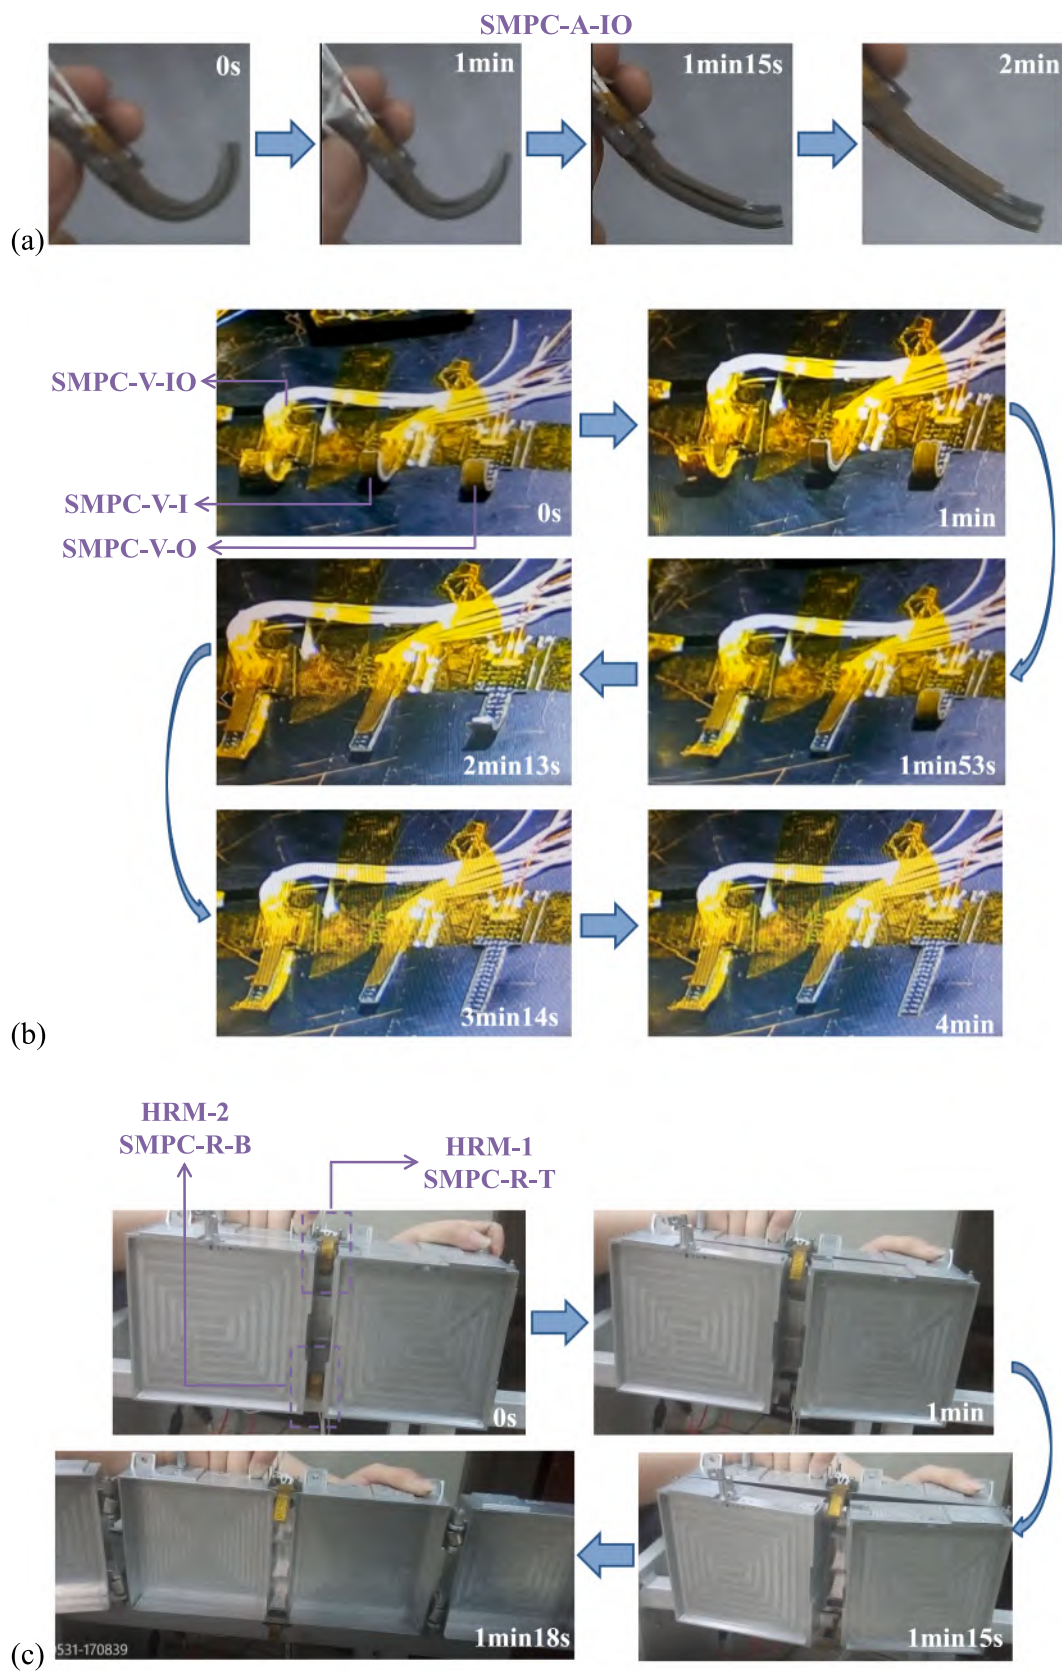 SMPC-A-IO
0s
1min
1min15s
2min
(a)
SMPC-V-IO
SMPC-V-I
SMPC-V-O
0s
1min
2min13s
1min53s
3min14s
4min
(b)
HRM-2
SMPC-R-B
HRM-1
SMPC-R-T
0s
1min
1min18s
1min15s
0531-170839
(c)